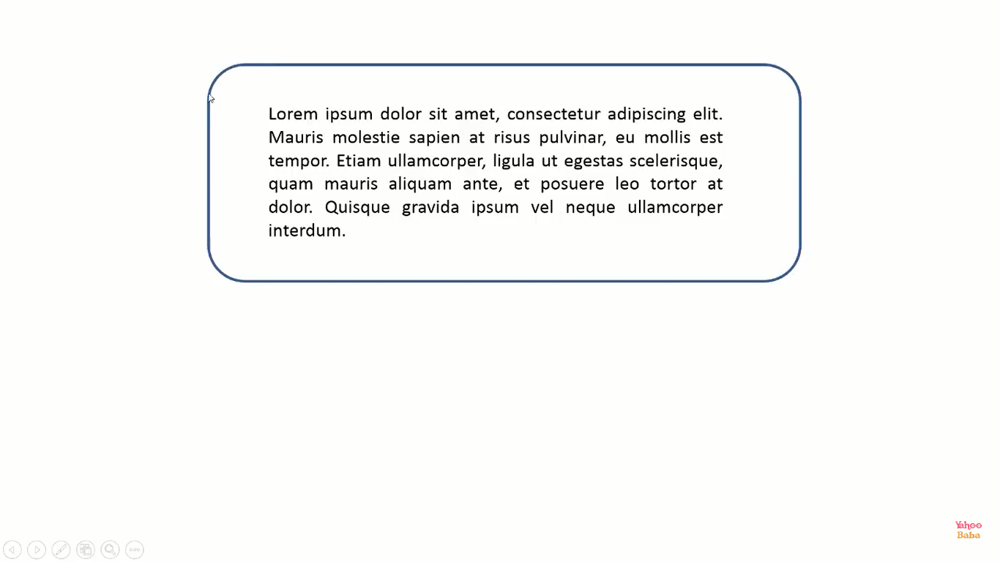 Lorem ipsum dolor sit amet, consectetur adipiscing elit.
Mauris molestie sapien at risus pulvinar, eu mollis est
tempor. Etiam ullamcorper, ligula ut egestas scelerisque,
quam mauris aliquam ante, et posuere leo tortor at
dolor. Quisque gravida ipsum vel neque ullamcorper
interdum.
Yahoo
Baba